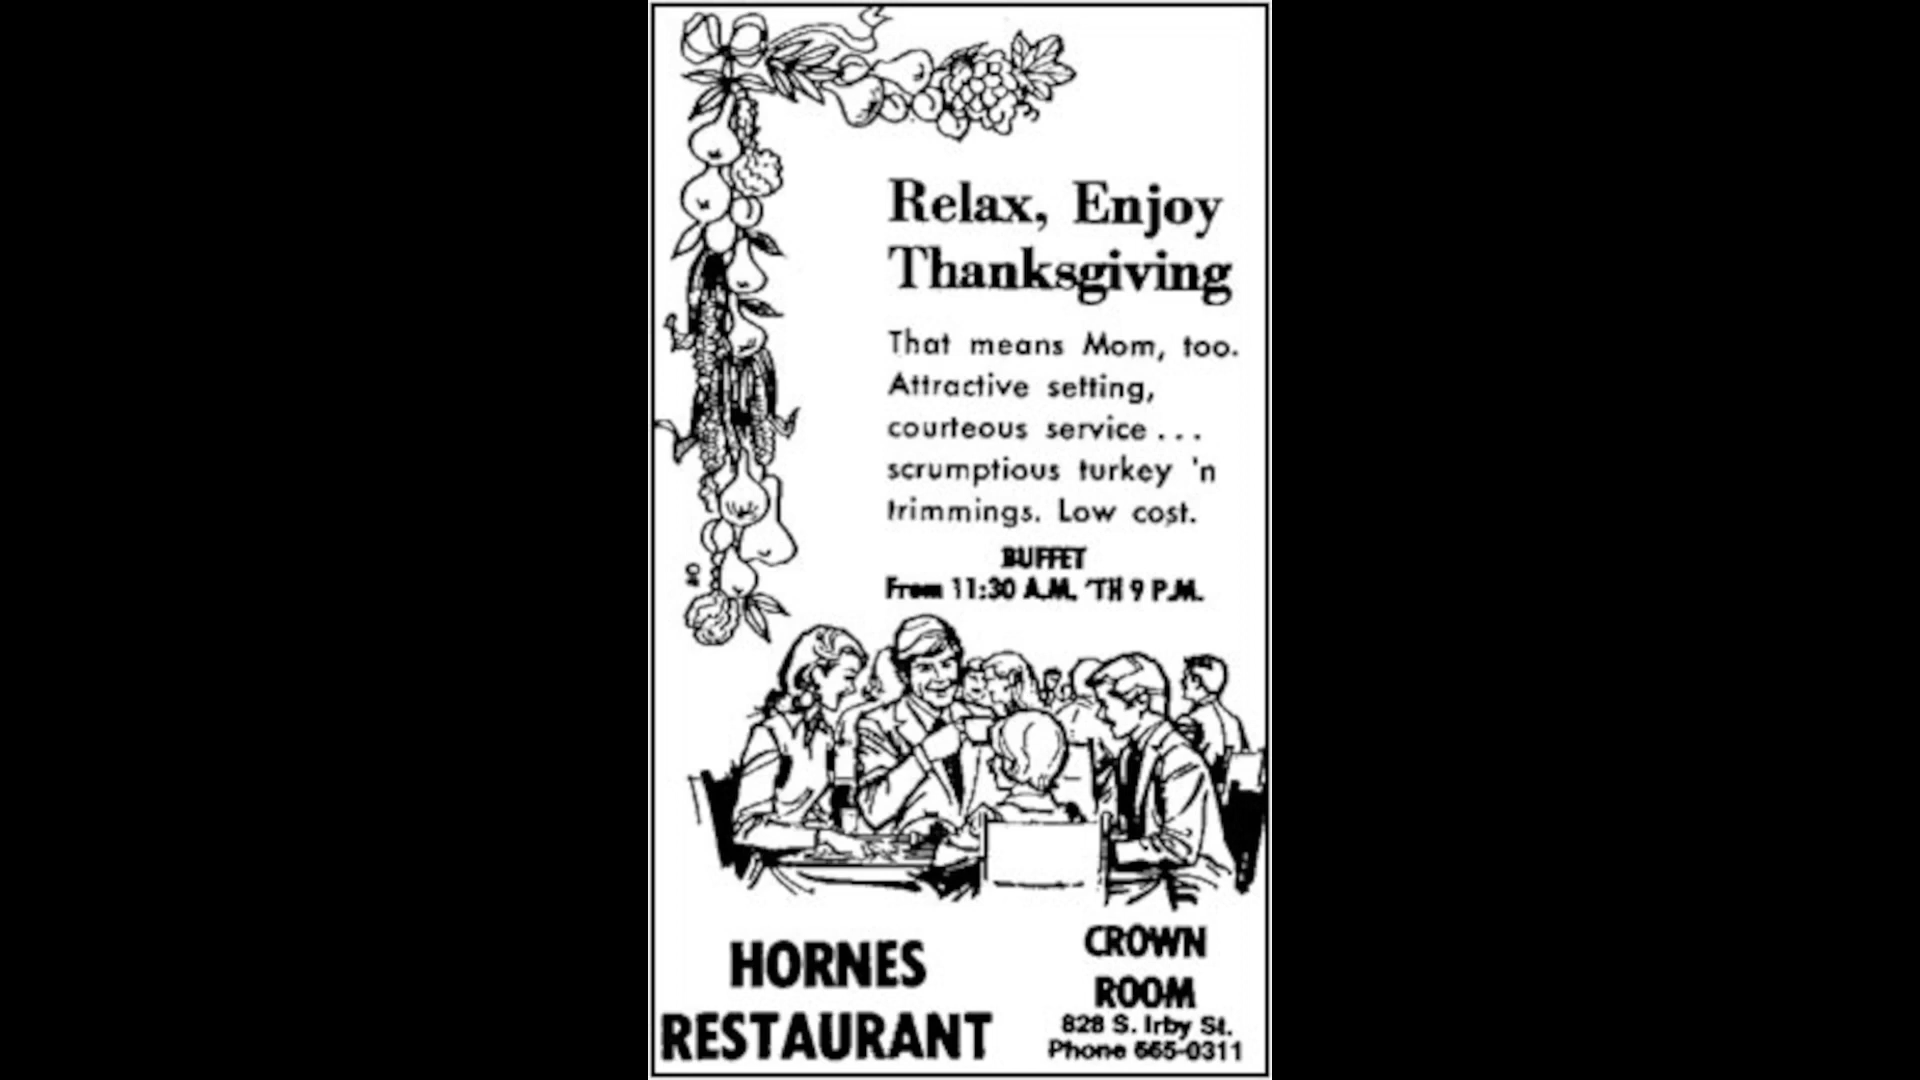 Relax, Enjoy
Thanksgiving
That means Mom, too.
Attractive setting,
courteous service...
scrumptious turkey 'n
trimmings. Low cost.
BUFFET
From 11:30 A.M. 'TIl 9 P.M.
HORNES
RESTAURANT
CROWN
ROOM
828 S. Irby St.
Phone 665-0311